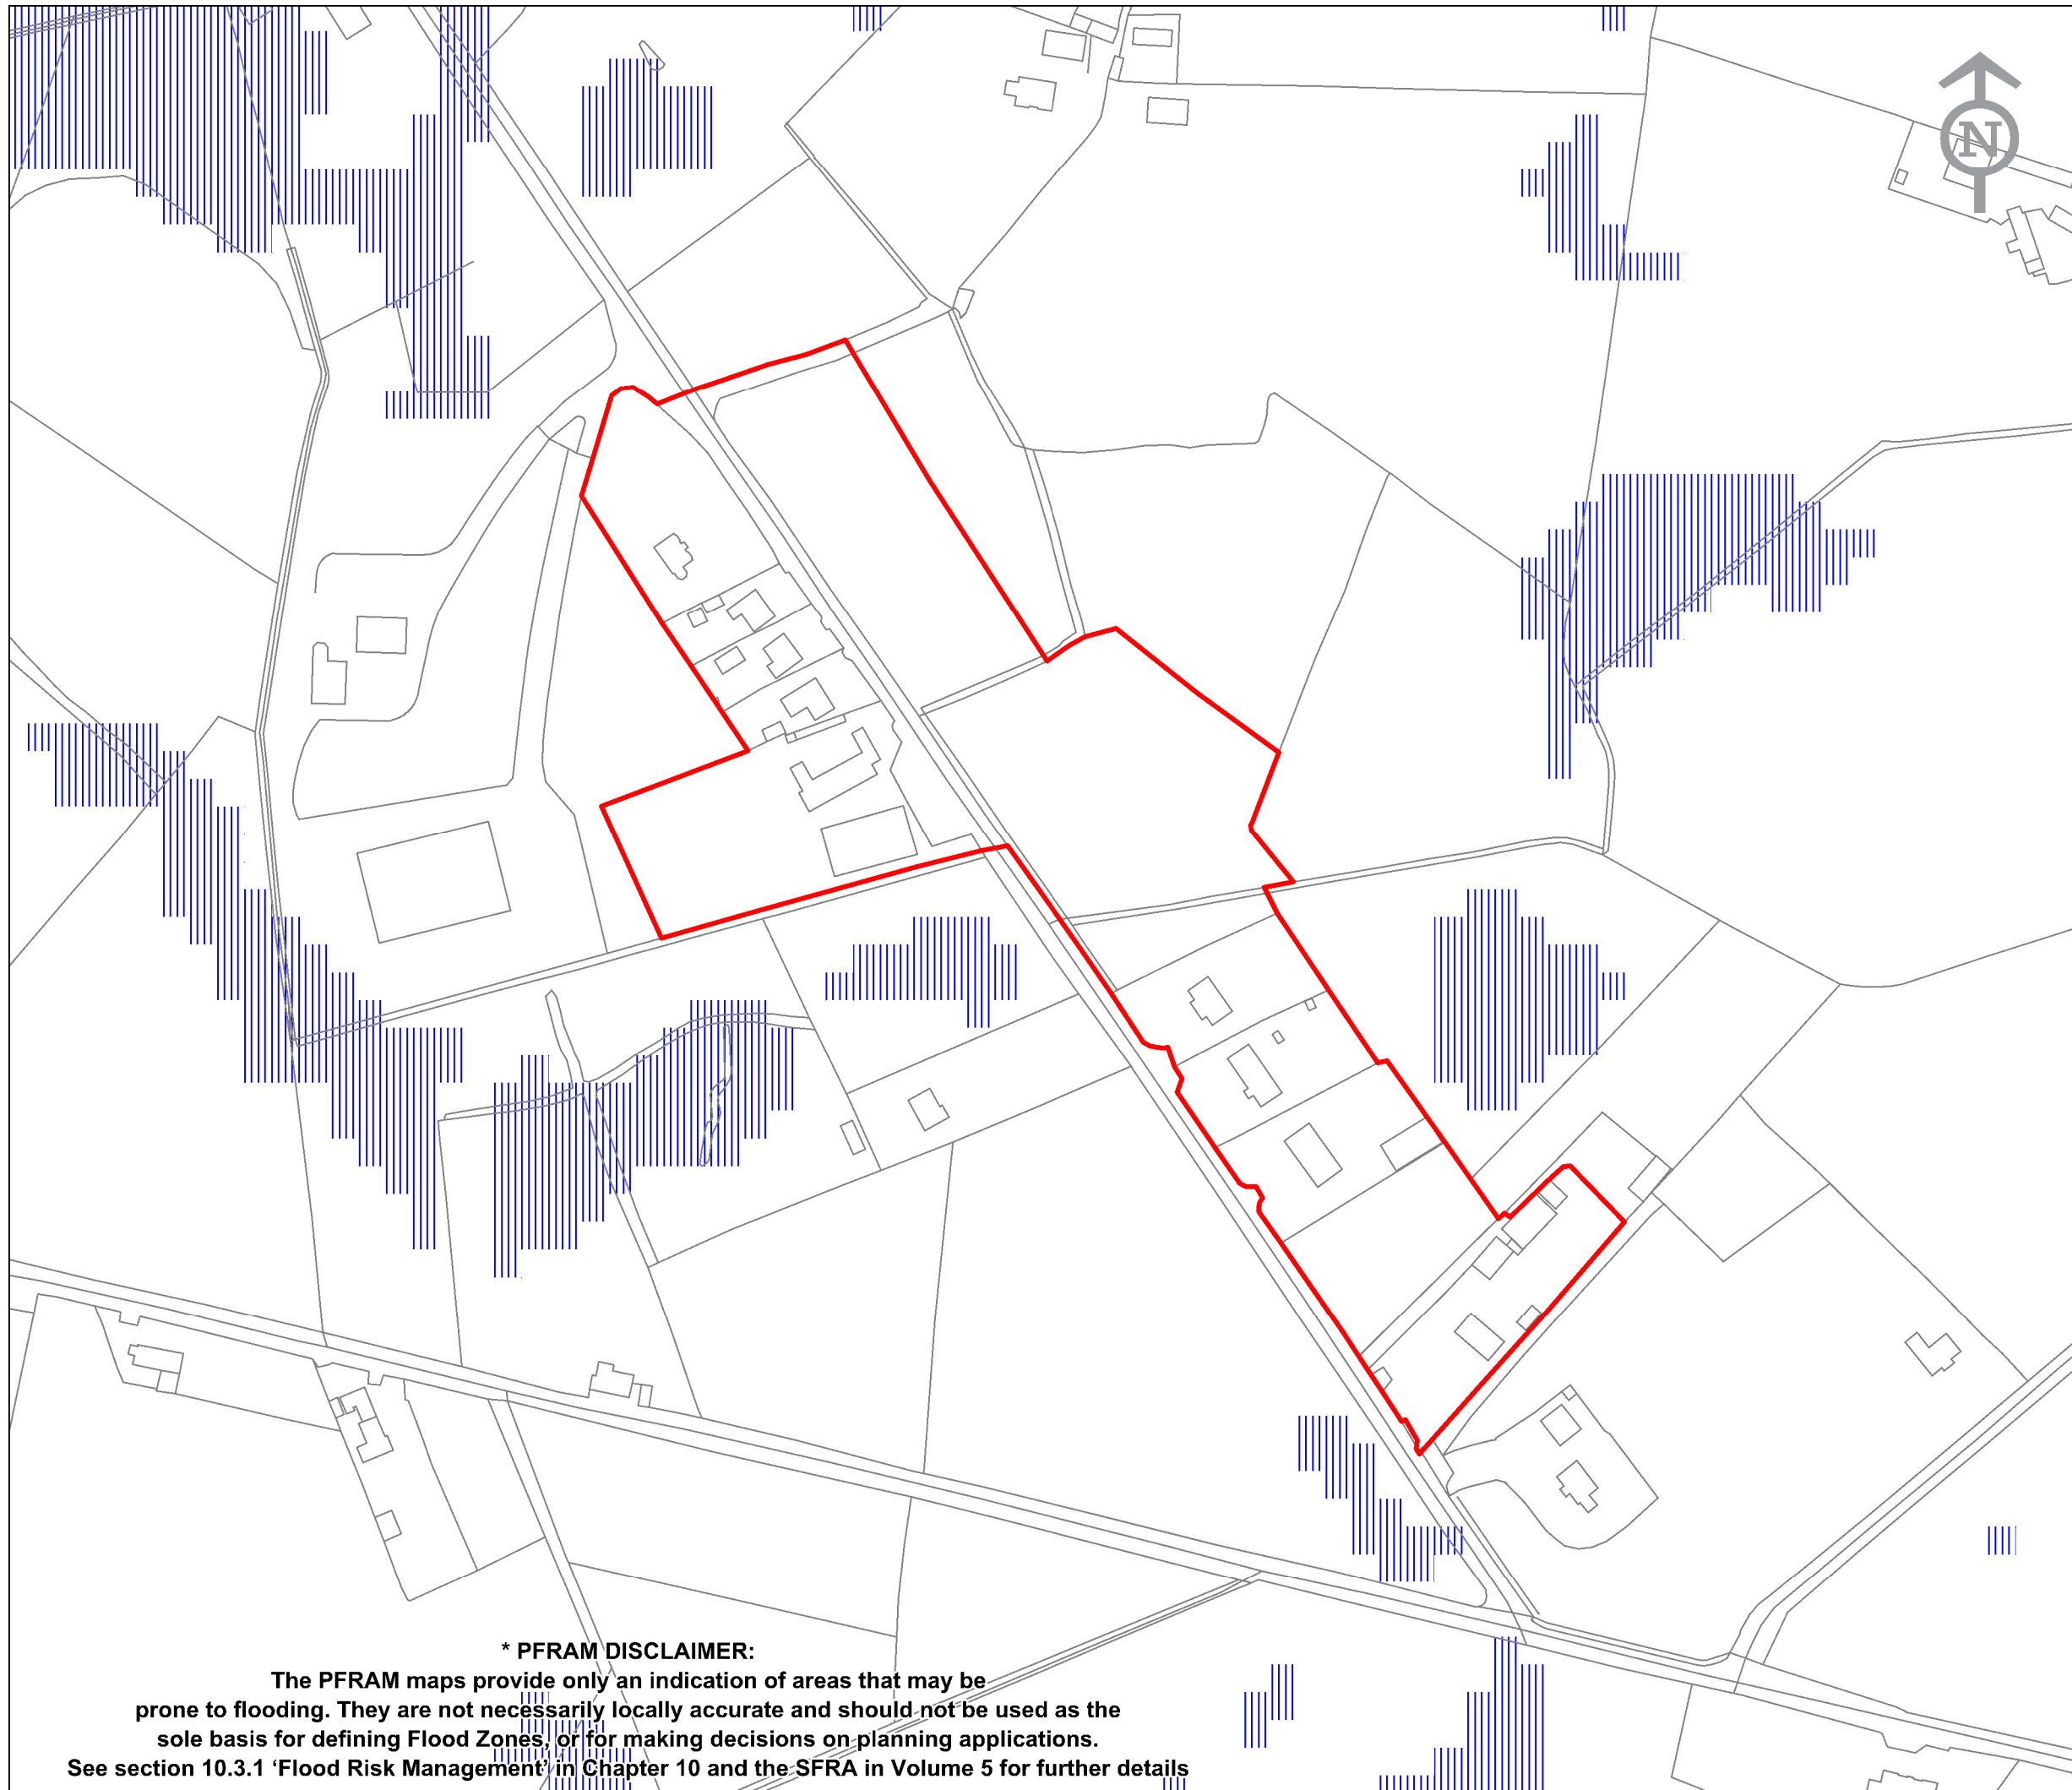 N
* PFRAM DISCLAIMER:
The PFRAM maps provide only an indication of areas that may be
prone to flooding. They are not necessarily locally accurate and should not be used as the
sole basis for defining Flood Zones, or for making decisions on planning applications.
See section 10.3.1 ‘Flood Risk Management’ in Chapter 10 and the SFRA in Volume 5 for further details